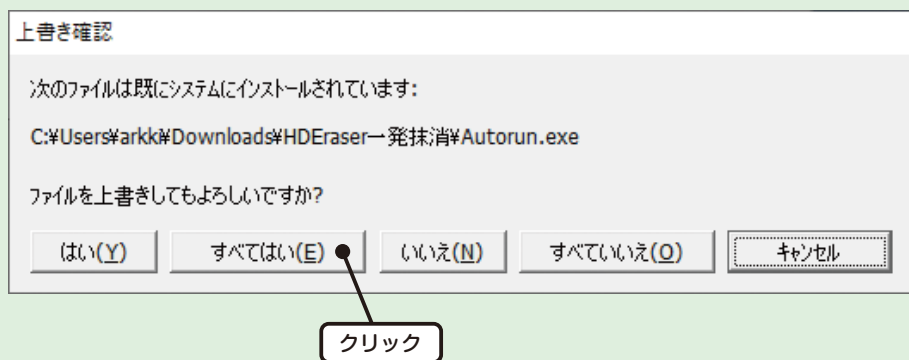 上書き確認
次のファイルは既にシステムにインストールされています:
C:¥Users¥arkk¥Downloads¥HDEraser一発抹消¥Autorun.exe
ファイルを上書きしてもよろしいですか?
はい(Y) すべてはい(E) いいえ(N) すべていいえ(O) キャンセル
クリック